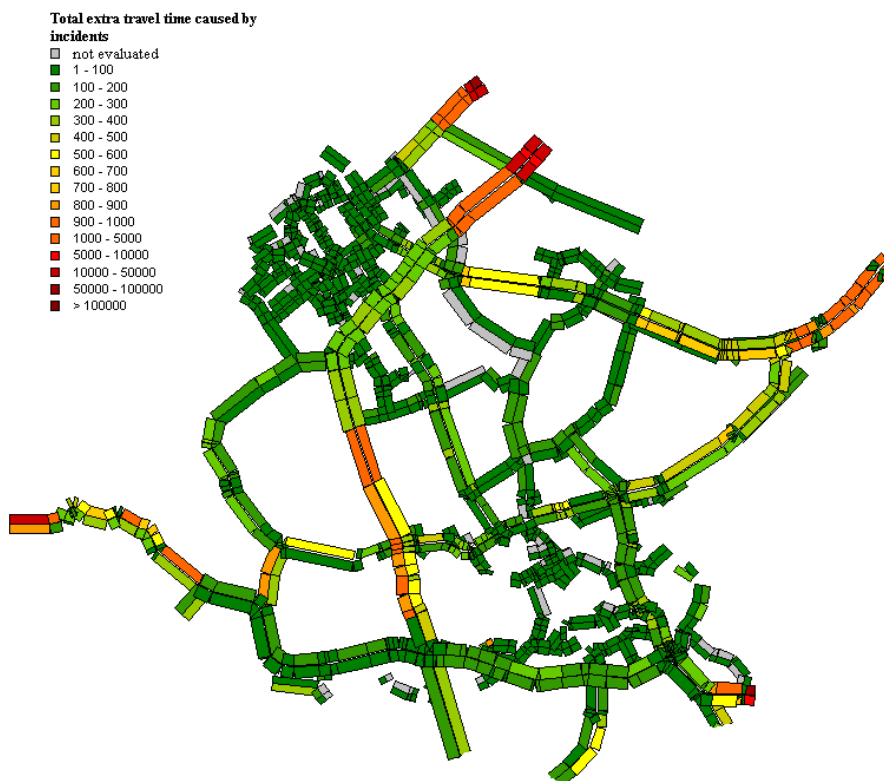 Total extra travel time caused by
incidents
not evaluated
1 - 100
100 - 200
200 - 300
300 - 400
400 - 500
500 - 600
600 - 700
700 - 800
800 - 900
900 - 1000
1000 - 5000
5000 - 10000
10000 - 50000
50000 - 100000
> 100000